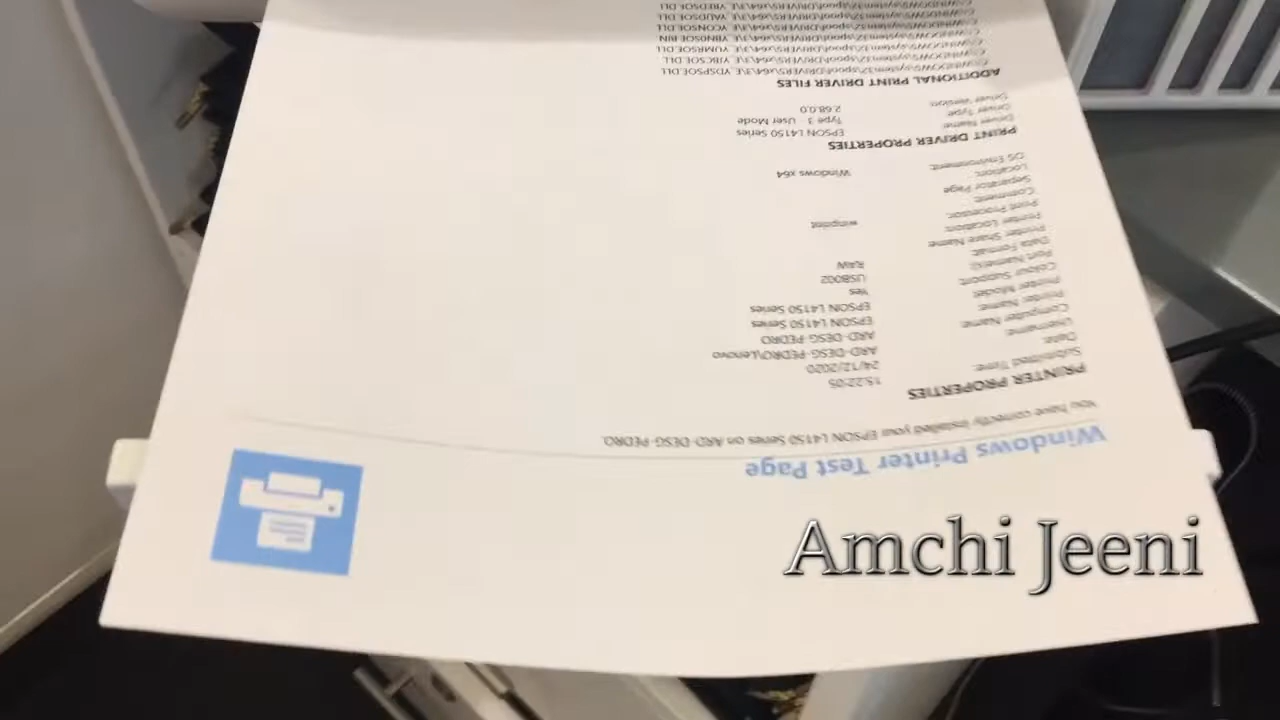 Windows Printer Test Page
You have correctly installed your EPSON L4150 Series on ARD-DESG-PEDRO.
PRINTER PROPERTIES
Submitted Time: 15:22:05
Date: 24/12/2020
Username: ARD-DESG-PEDRO\Lenovo
Computer Name: ARD-DESG-PEDRO
Printer Name: EPSON L4150 Series
Printer Model: EPSON L4150 Series
Colour Support: Yes
Port Name(s): USB002
Data Format: RAW
Printer Share Name:
Printer Location:
Print Processor: winprint
Comment:
Separator Page
Location:
OS Environment: Windows x64
PRINT DRIVER PROPERTIES
Driver Name: EPSON L4150 Series
Driver Type: Type 3 - User Mode
Driver Version: 2.68.0.0
ADDITIONAL PRINT DRIVER FILES
Amchi Jeeni